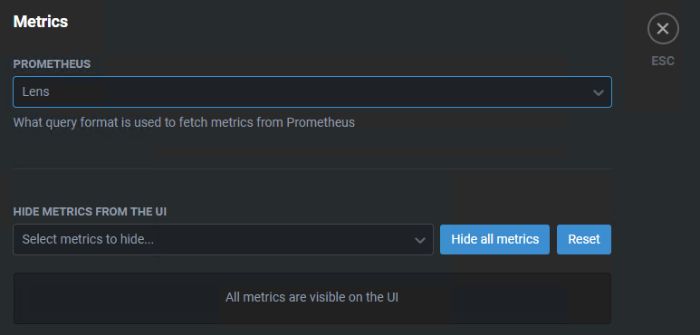 Metrics
ESC
PROMETHEUS
Lens
What query format is used to fetch metrics from Prometheus
HIDE METRICS FROM THE UI
Select metrics to hide...
Hide all metrics
Reset
All metrics are visible on the UI